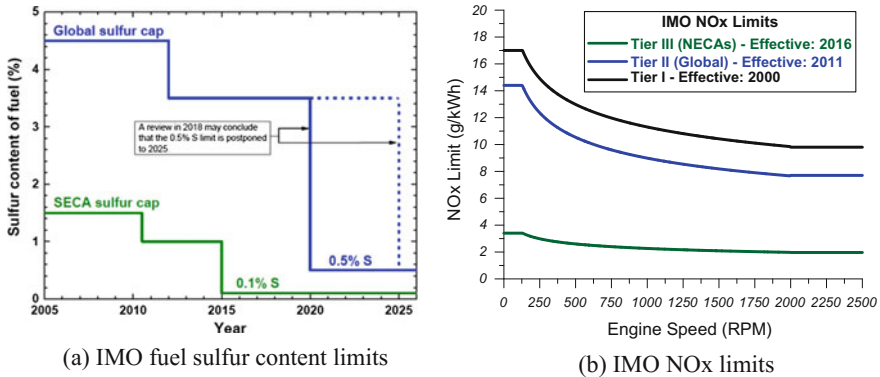 Global sulfur cap
A review in 2018 may conclude
that the 0.5% S limit is postponed
to 2025
SECA sulfur cap
0.5% S
0.1% S
Sulfur content of fuel (%)
5
4
3
2
1
0
2005
2010
2015
2020
2025
Year
(a) IMO fuel sulfur content limits
IMO NOx Limits
Tier III (NECAs) - Effective: 2016
Tier II (Global) - Effective: 2011
Tier I - Effective: 2000
NOx Limit (g/kWh)
20
18
16
14
12
10
8
6
4
2
0
0
250
500
750
1000
1250
1500
1750
2000
2250
2500
Engine Speed (RPM)
(b) IMO NOx limits